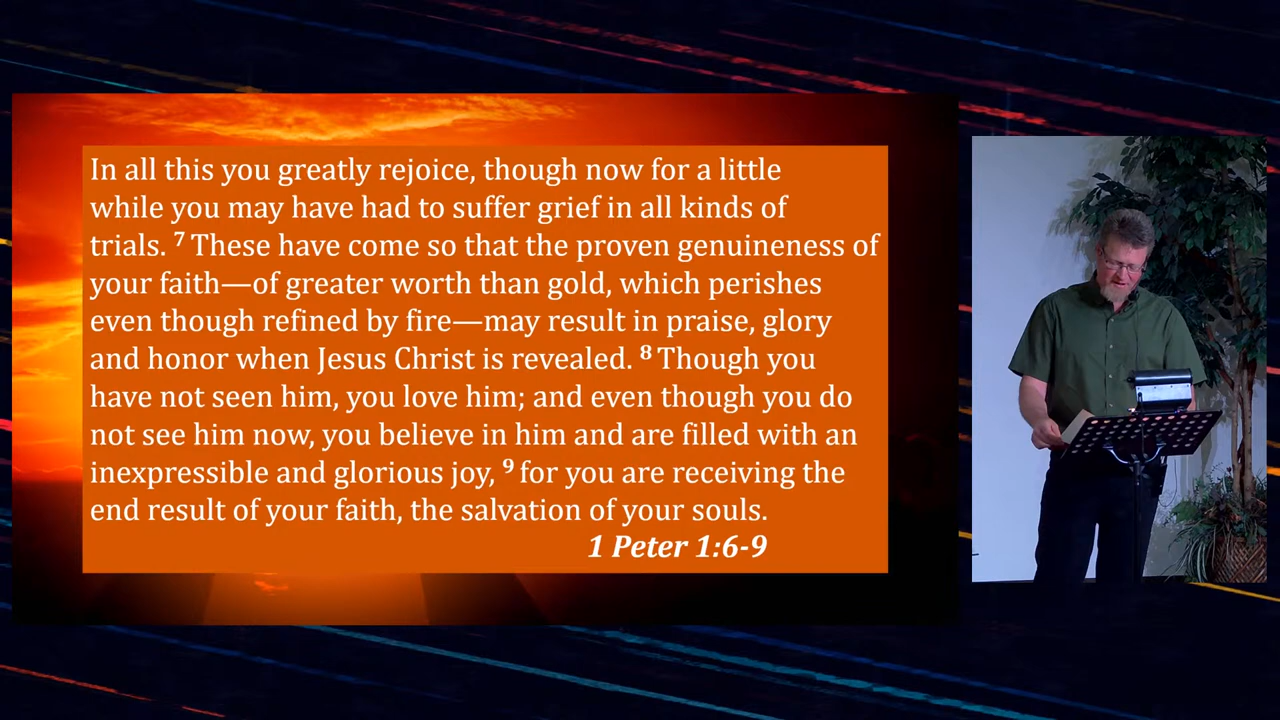 In all this you greatly rejoice, though now for a little
while you may have had to suffer grief in all kinds of
trials. 7 These have come so that the proven genuineness of
your faith—of greater worth than gold, which perishes
even though refined by fire—may result in praise, glory
and honor when Jesus Christ is revealed. 8 Though you
have not seen him, you love him; and even though you do
not see him now, you believe in him and are filled with an
inexpressible and glorious joy, 9 for you are receiving the
end result of your faith, the salvation of your souls.
1 Peter 1:6-9